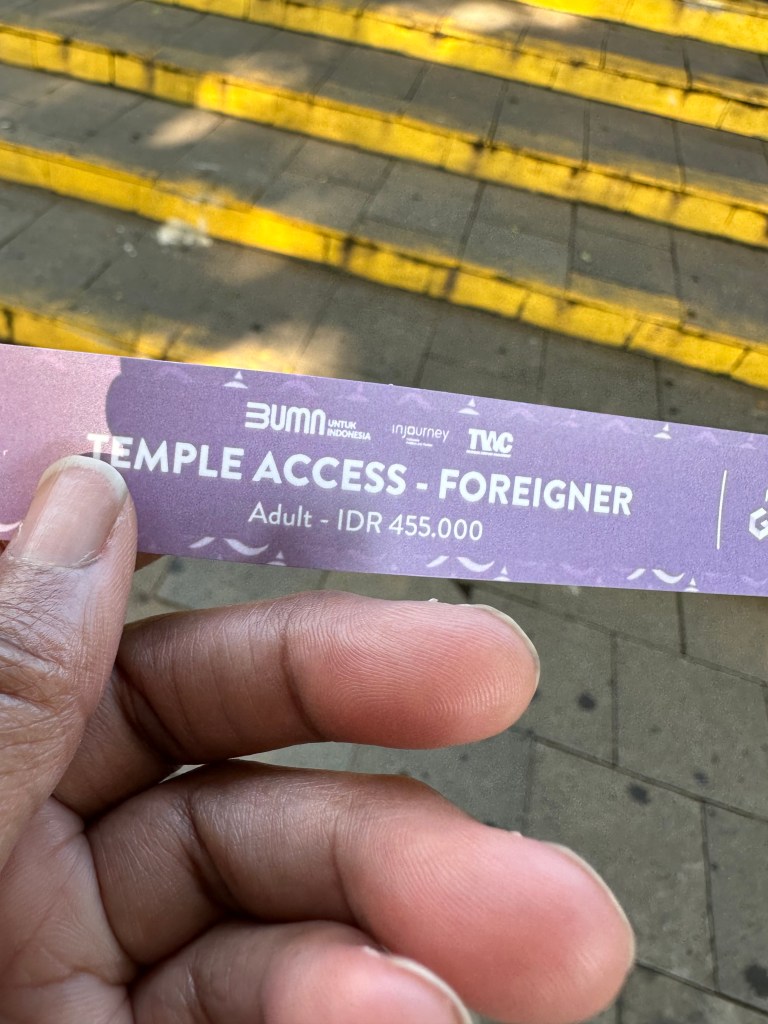 BUMN UNTUK
INDONESIA
injourney
TWC
TEMPLE ACCESS - FOREIGNER
Adult - IDR 455.000
G